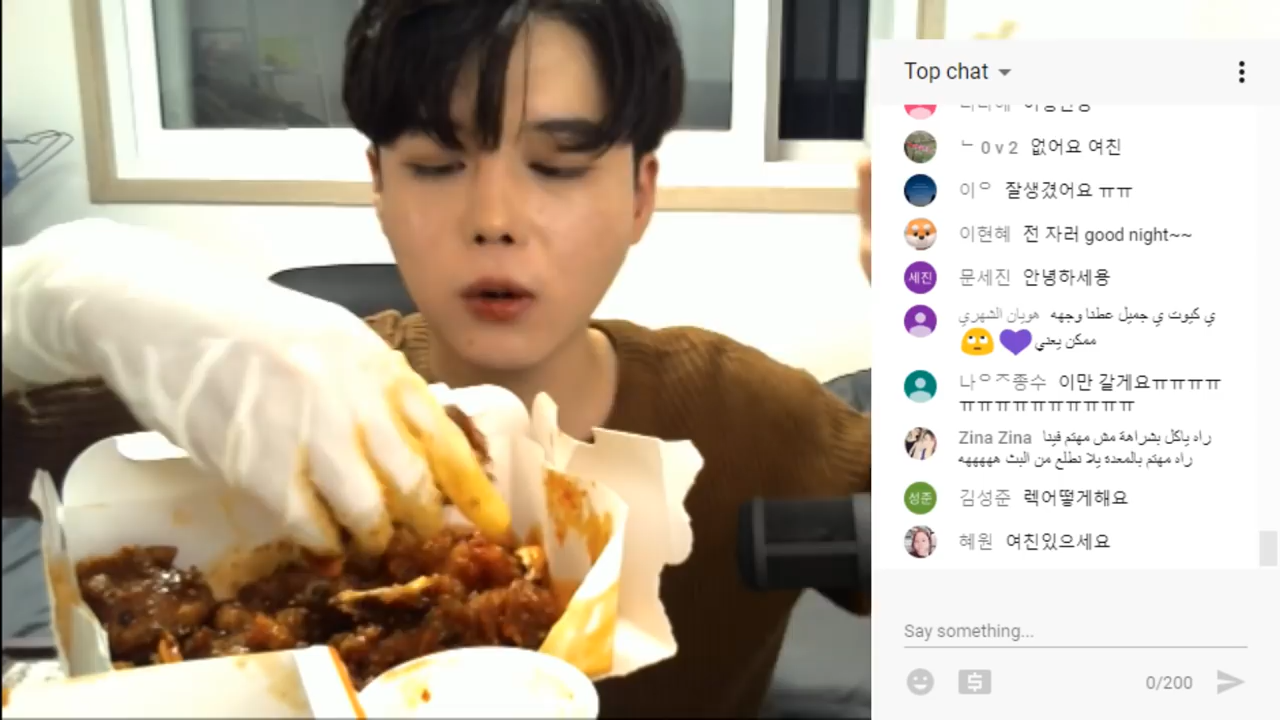 Top chat
ㄴ 0 v 2 없어요 여친
이으 잘생겼어요 ㅠㅠ
이현혜 전 자러 good night~~
세진 문세진 안녕하세용
هويان الشهري ي كيوت ي جميل عطنا وجهه
ممكن يعني
나으ㅈ종수 이만 갈게요ㅠㅠㅠㅠ
ㅠㅠㅠㅠㅠㅠㅠㅠㅠㅠ
Zina Zina راه ياكل بشراهة مش مهتم فينا
راه مهتم بالمعدة يلا نطلع من البث ههههه
성준 김성준 렉어떻게해요
혜원 여친있으세요
Say something...
0/200